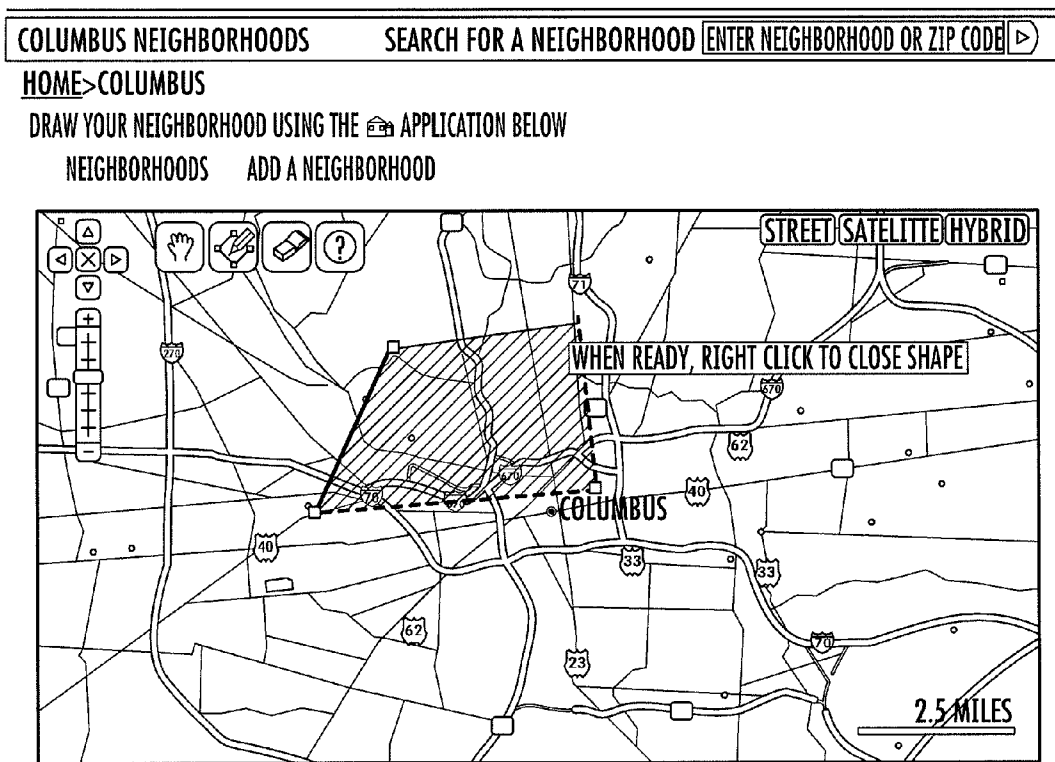 COLUMBUS NEIGHBORHOODS SEARCH FOR A NEIGHBORHOOD ENTER NEIGHBORHOOD OR ZIP CODE
HOME>COLUMBUS
DRAW YOUR NEIGHBORHOOD USING THE APPLICATION BELOW
NEIGHBORHOODS ADD A NEIGHBORHOOD
STREET SATELITTE HYBRID
?
71
270
WHEN READY, RIGHT CLICK TO CLOSE SHAPE
670
62
670
70
40
COLUMBUS
40
33
33
62
70
23
2.5 MILES